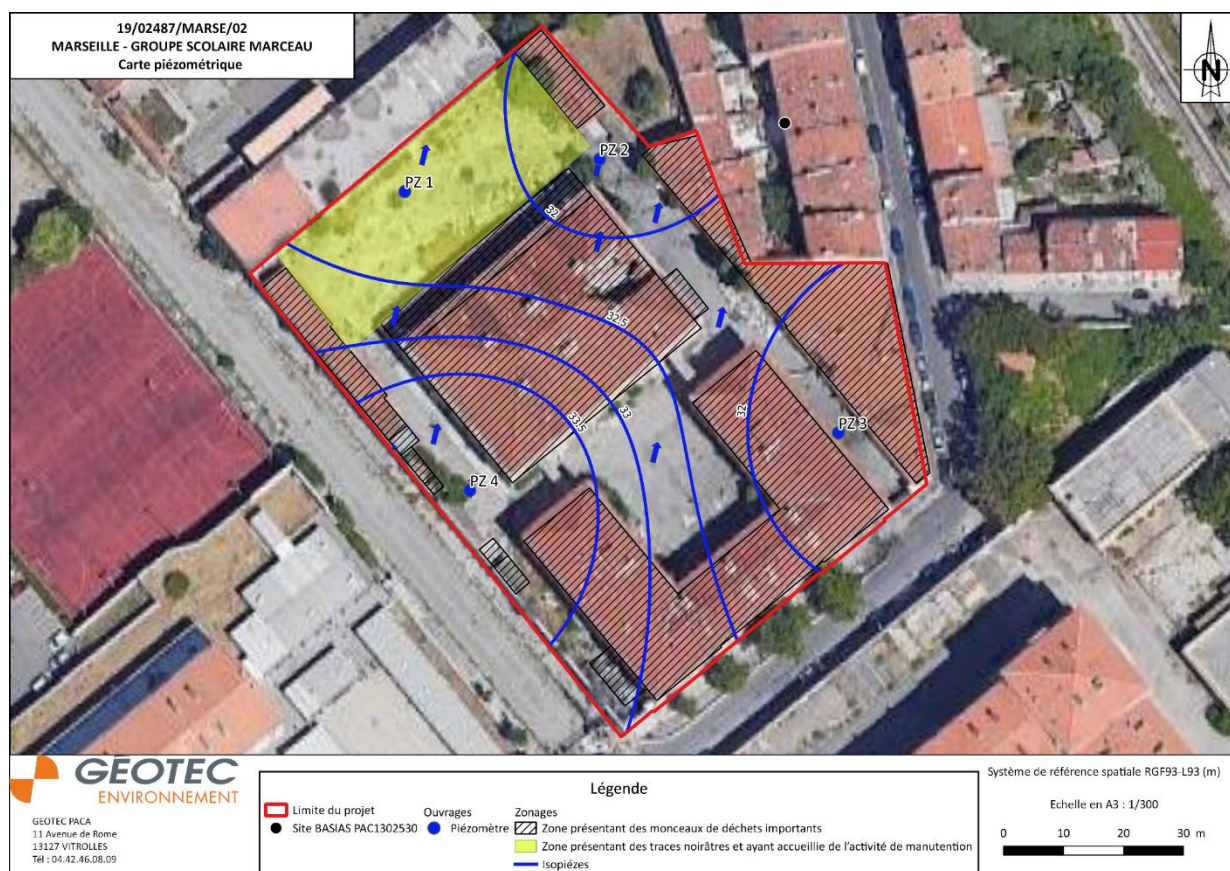 19/02487/MARSE/02
MARSEILLE - GROUPE SCOLAIRE MARCEAU
Carte piézométrique
N
PZ 2
PZ 1
32
32.5
33
32
33.5
PZ 3
PZ 4
GEOTEC
ENVIRONNEMENT
GEOTEC PACA
11 Avenue de Rome
13127 VITROLLES
Tél : 04.42.46.08.09
Légende
Limite du projet
Site BASIAS PAC1302530
Ouvrages
Piézomètre
Zonages
Zone présentant des monceaux de déchets importants
Zone présentant des traces noirâtres et ayant accueillie de l'activité de manutention
Isopièzes
Système de référence spatiale RGF93-L93 (m)
Echelle en A3 : 1/300
0 10 20 30 m